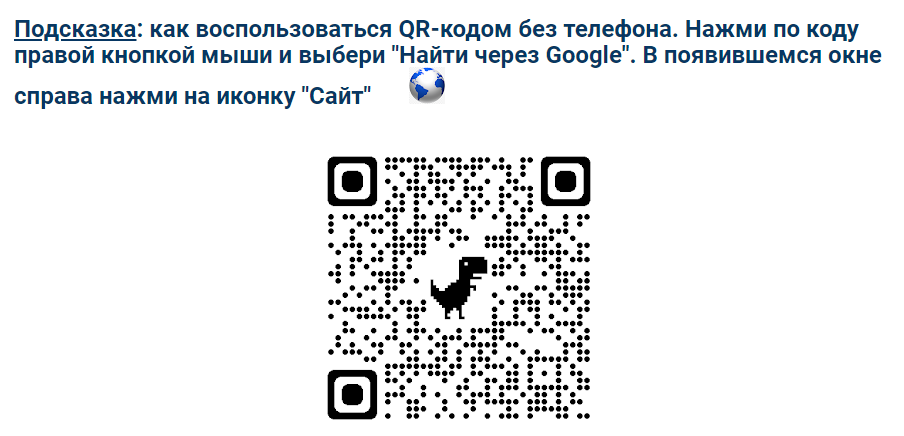 Подсказка: как воспользоваться QR-кодом без телефона. Нажми по коду
правой кнопкой мыши и выбери "Найти через Google". В появившемся окне
справа нажми на иконку "Сайт"